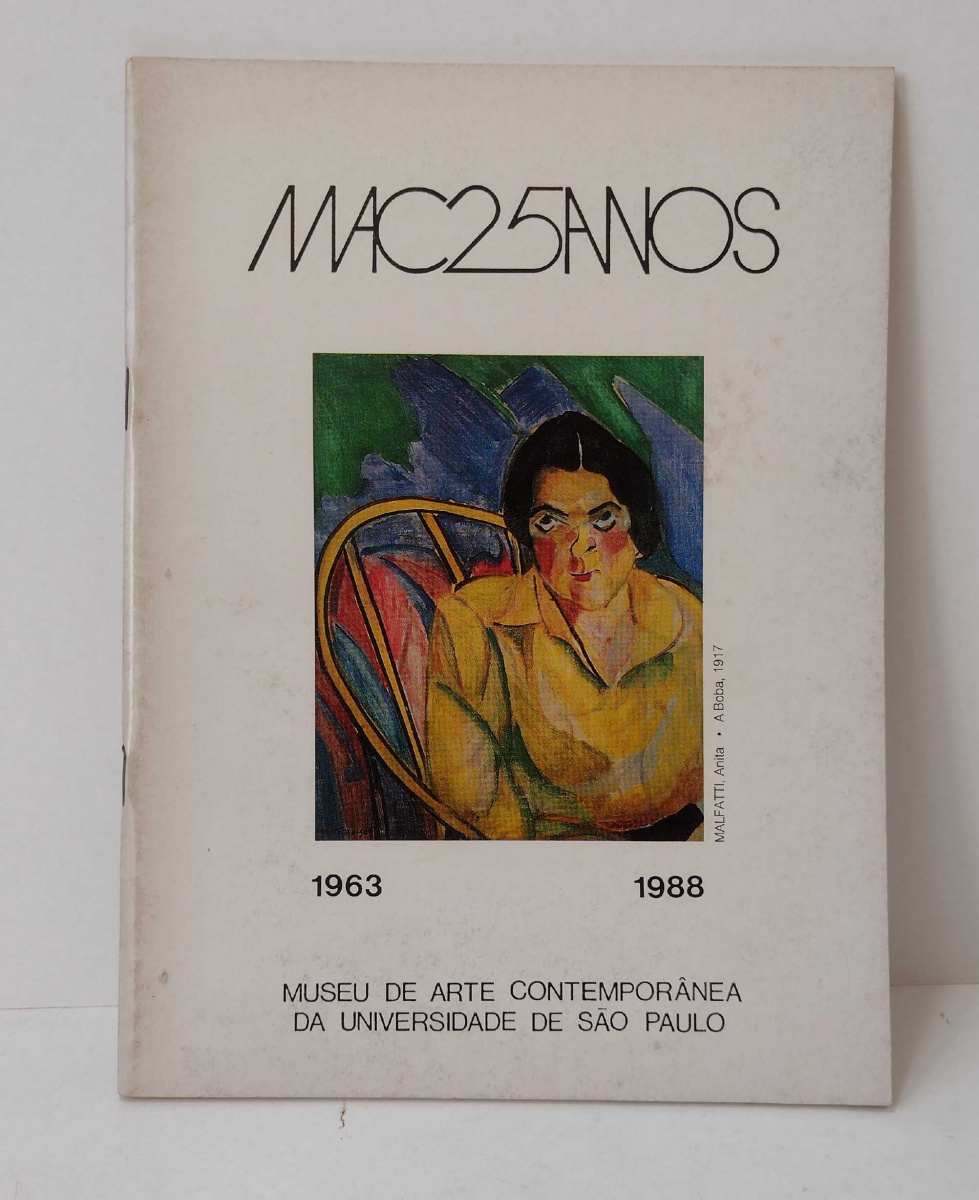 MAC25ANOS
MALFATTI, Anita • A Boba, 1917
1963 1988
MUSEU DE ARTE CONTEMPORÂNEA
DA UNIVERSIDADE DE SÃO PAULO